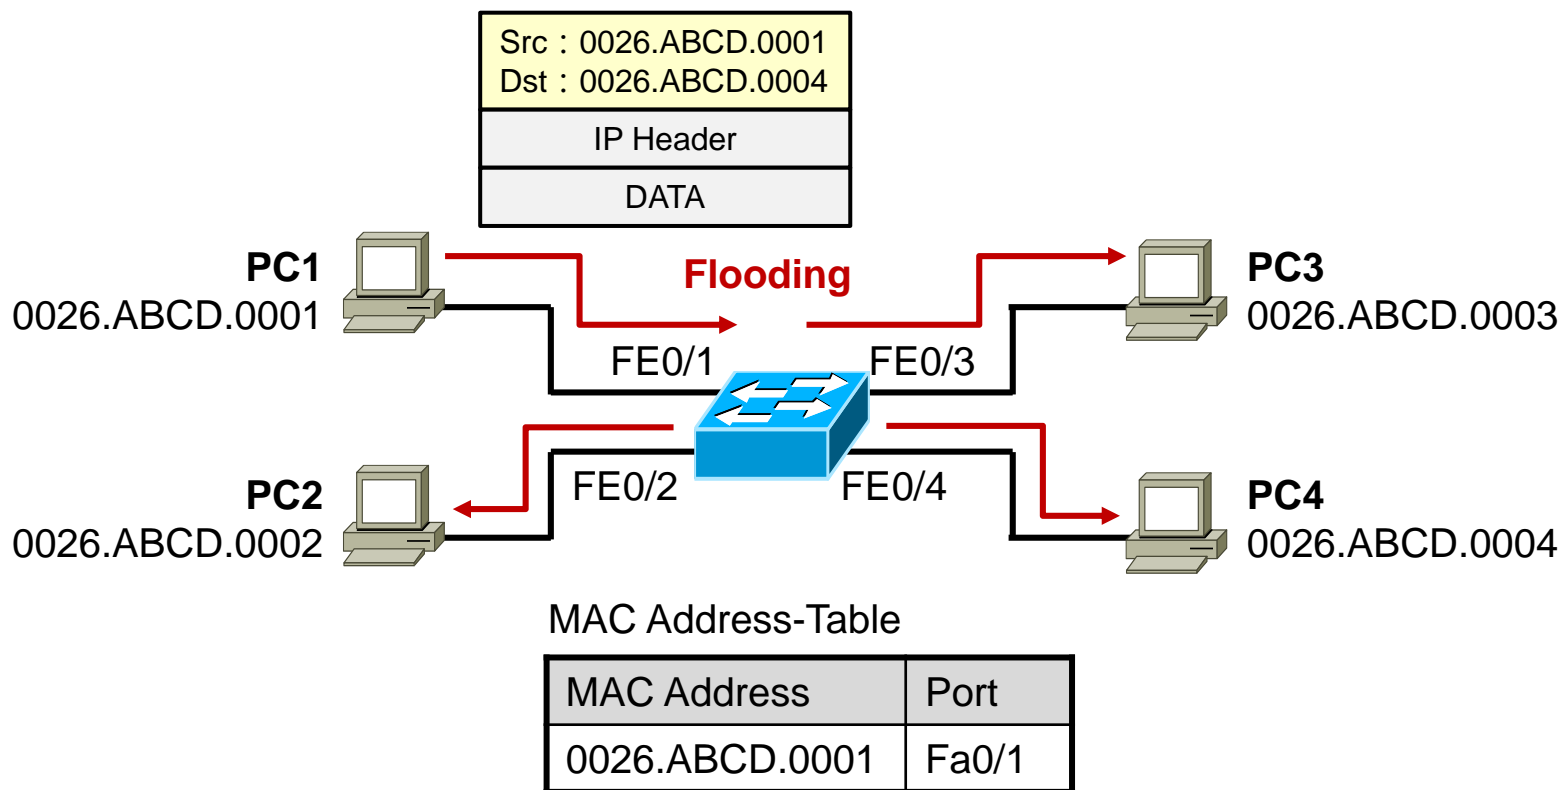 Src : 0026.ABCD.0001
Dst : 0026.ABCD.0004
IP Header
DATA
PC1
0026.ABCD.0001
Flooding
PC3
0026.ABCD.0003
FE0/1
FE0/3
PC2
0026.ABCD.0002
FE0/2
FE0/4
PC4
0026.ABCD.0004
MAC Address-Table
MAC Address Port
0026.ABCD.0001 Fa0/1